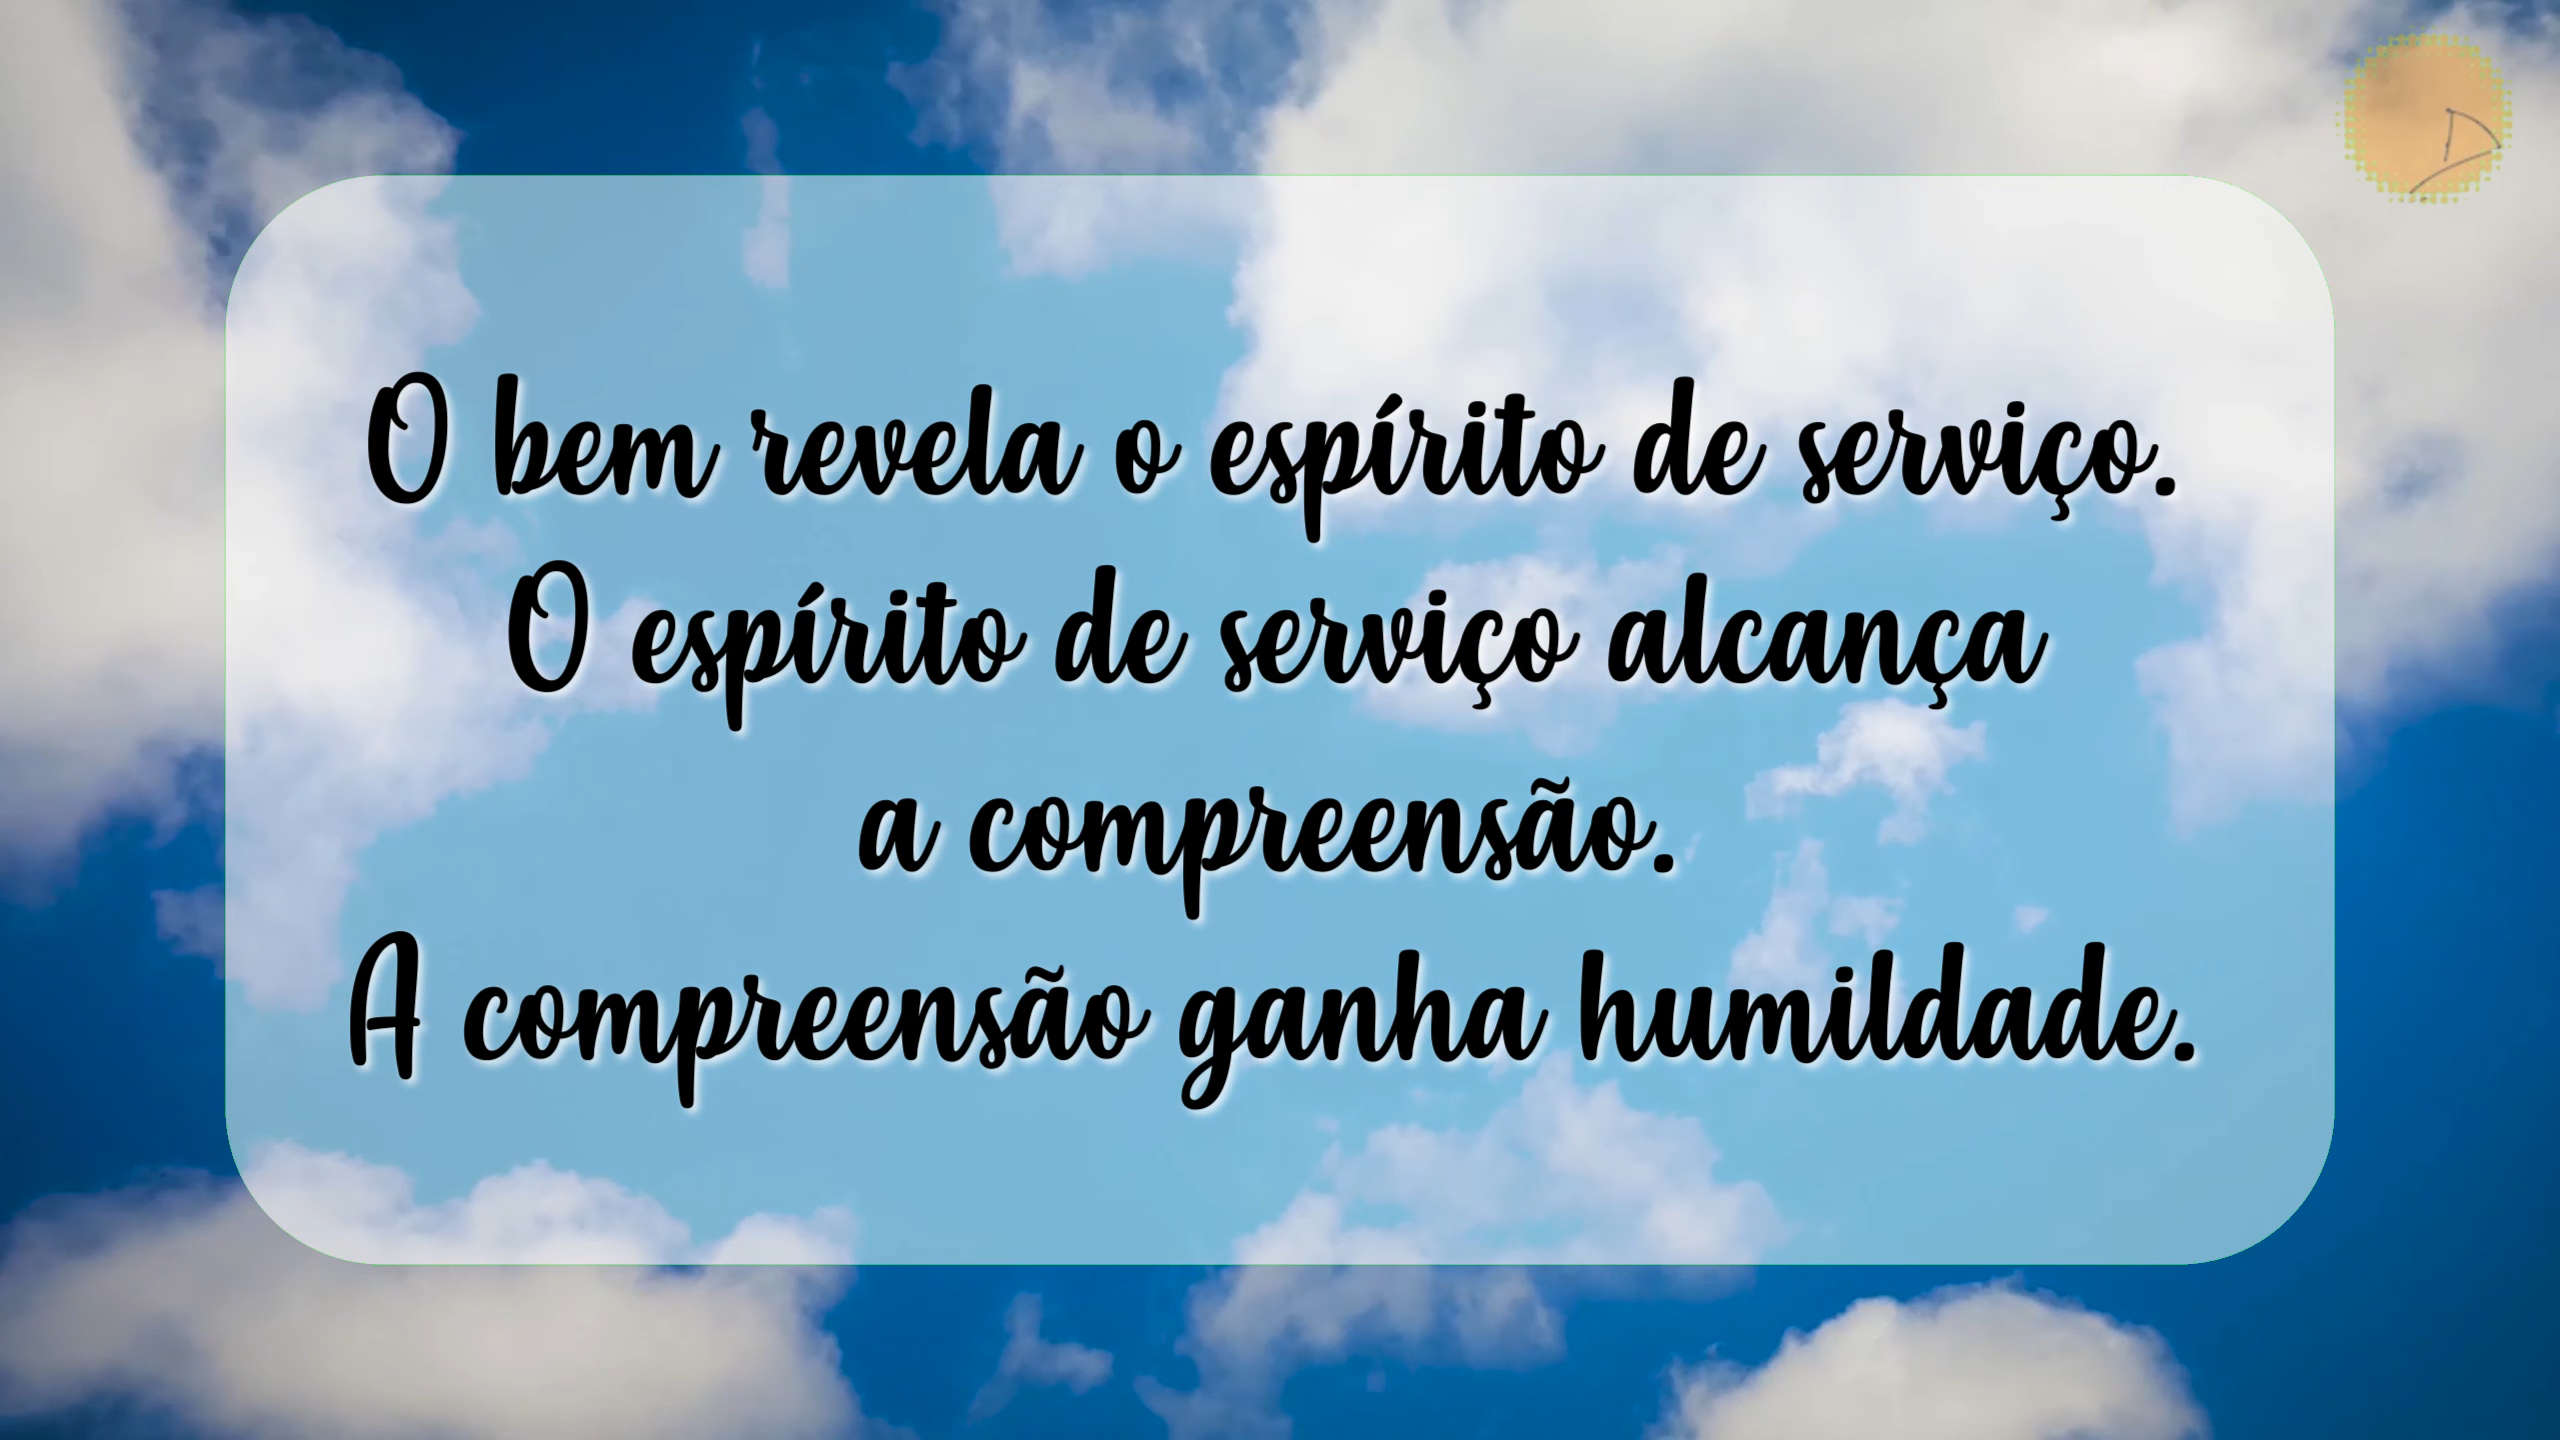 O bem revela o espírito de serviço.
O espírito de serviço alcança
a compreensão.
A compreensão ganha humildade.